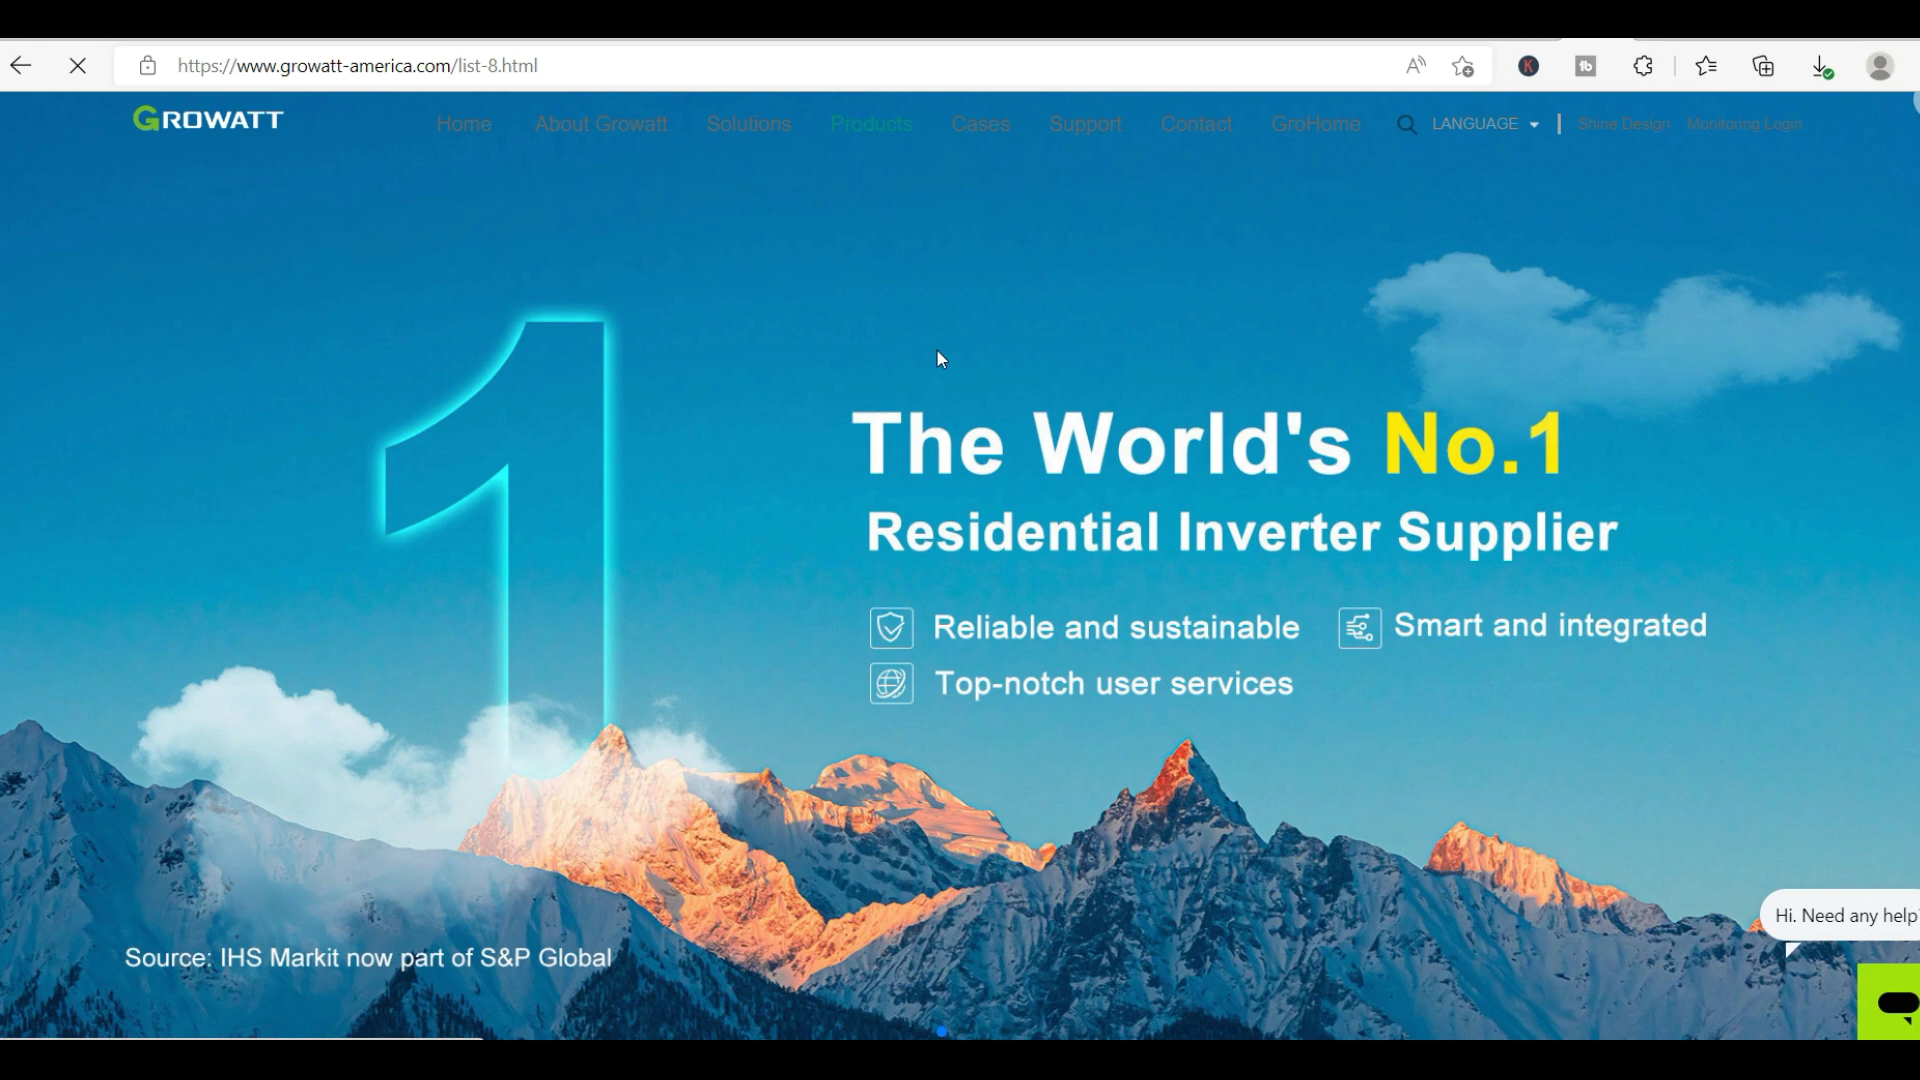 https://www.growatt-america.com/list-8.html
GROWATT
Home About Growatt Solutions Products Cases Support Contact GroHome LANGUAGE Shine Design Monitoring Login
1
The World's No.1
Residential Inverter Supplier
Reliable and sustainable Smart and integrated
Top-notch user services
Hi. Need any help
Source: IHS Markit now part of S&P Global